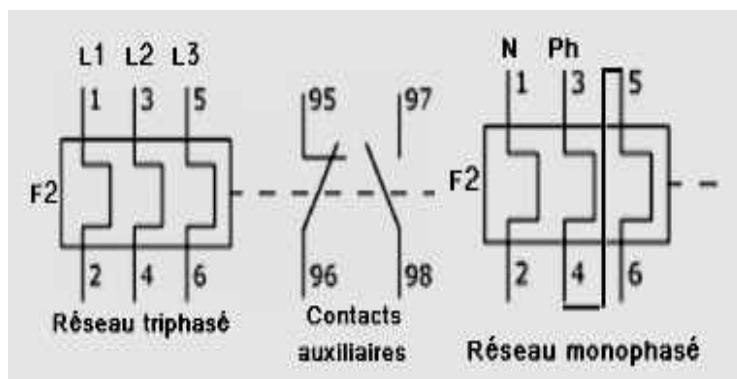 L1 L2 L3
1 3 5
F2
2 4 6
Réseau triphasé
95 97
96 98
Contacts
auxiliaires
N Ph
1 3 5
F2
2 4 6
Réseau monophasé